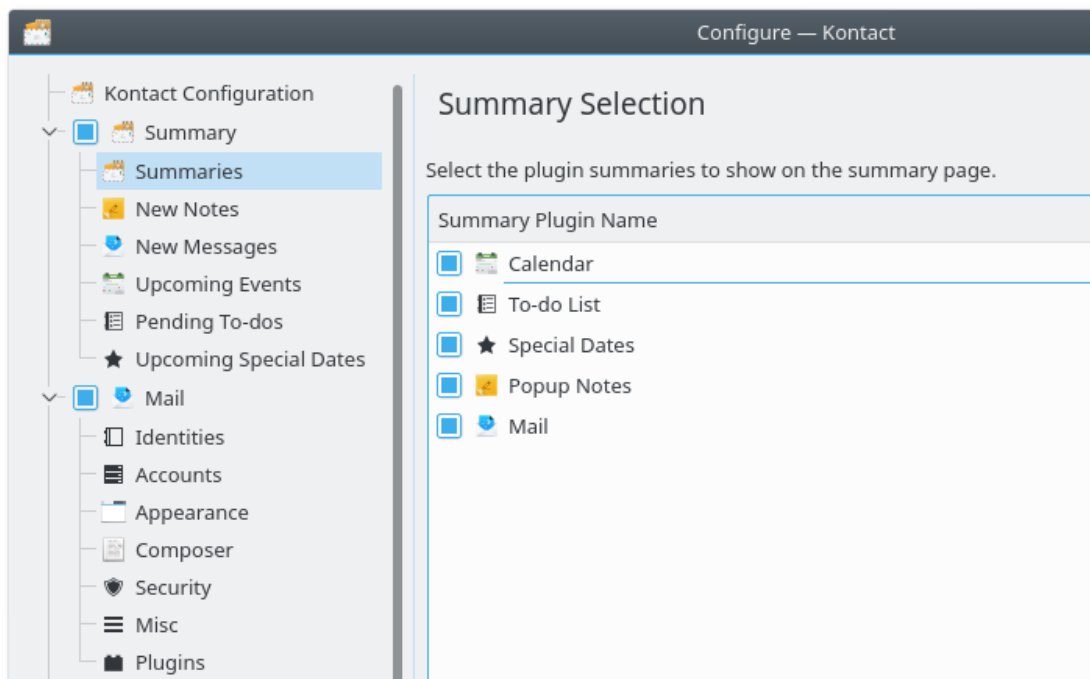 Configure — Kontact
Kontact Configuration
Summary
Summaries
New Notes
New Messages
Upcoming Events
Pending To-dos
Upcoming Special Dates
Mail
Identities
Accounts
Appearance
Composer
Security
Misc
Plugins
Summary Selection
Select the plugin summaries to show on the summary page.
Summary Plugin Name
Calendar
To-do List
Special Dates
Popup Notes
Mail